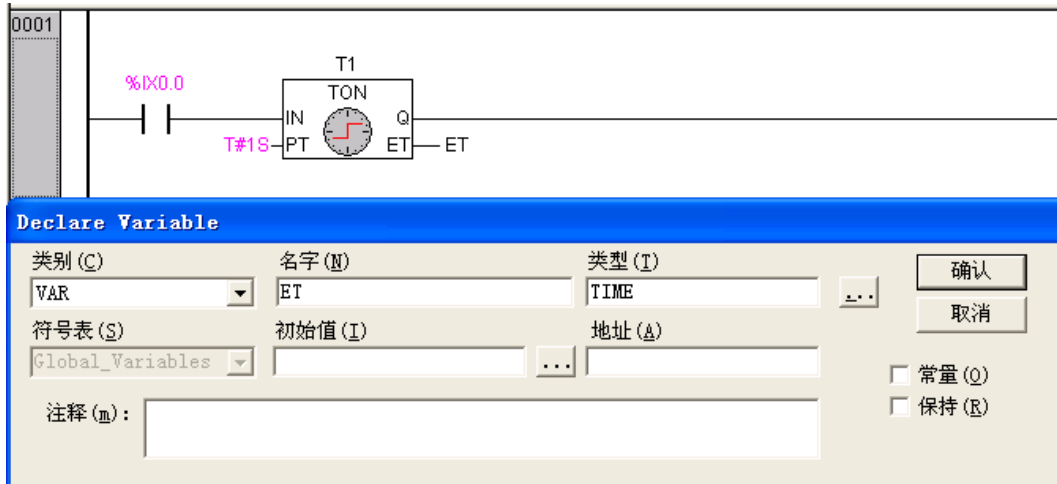 0001
T1
%IX0.0
TON
IN Q
T#1S PT ET ET
Declare Variable
类别(C) 名字(N) 类型(T) 确认
VAR ET TIME ...
取消
符号表(S) 初始值(I) 地址(A)
Global_Variables ...
常量(O)
注释(m): 保持(R)